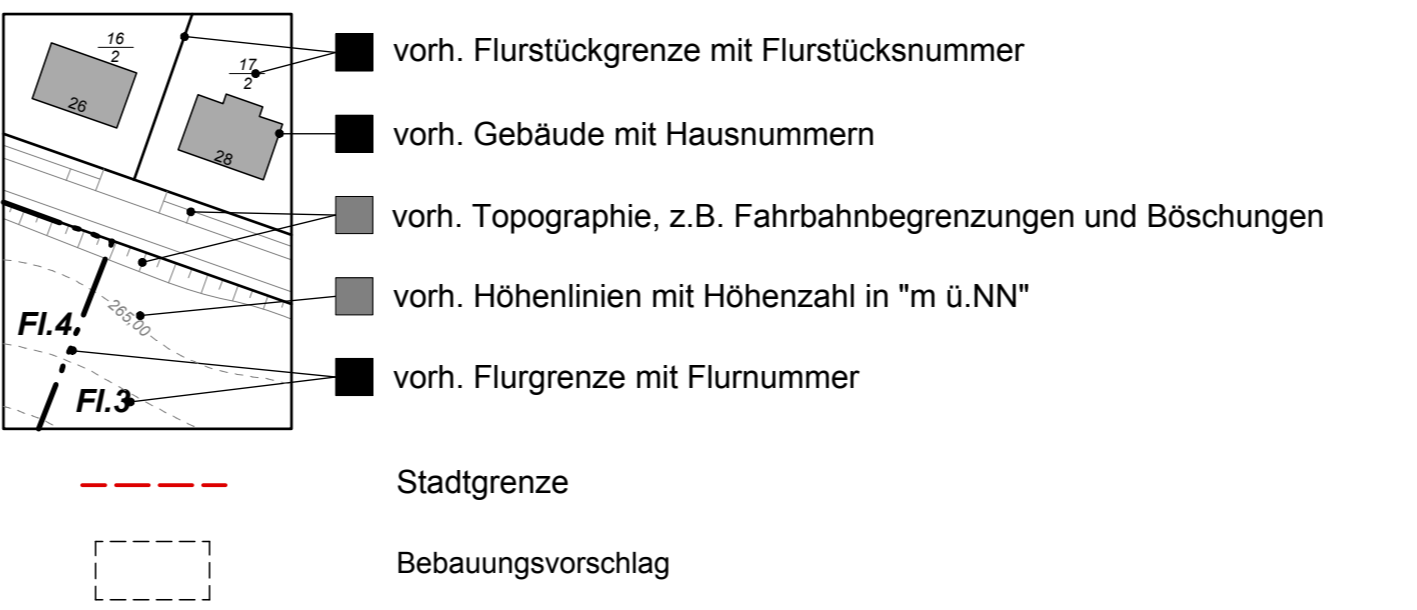 16
2
17
2
26
28
265,00
Fl.4
Fl.3
vorh. Flurstückgrenze mit Flurstücksnummer
vorh. Gebäude mit Hausnummern
vorh. Topographie, z.B. Fahrbahnbegrenzungen und Böschungen
vorh. Höhenlinien mit Höhenzahl in "m ü.NN"
vorh. Flurgrenze mit Flurnummer
Stadtgrenze
Bebauungsvorschlag